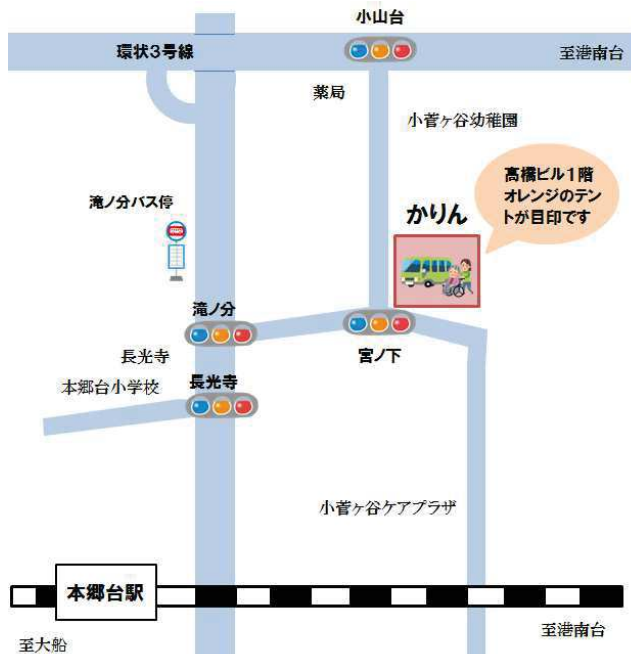 小山台
環状3号線
至港南台
薬局
小菅ヶ谷幼稚園
高橋ビル1階
オレンジのテン
トが目印です
かりん
滝ノ分バス停
滝ノ分
宮ノ下
長光寺
長光寺
本郷台小学校
小菅ヶ谷ケアプラザ
本郷台駅
至港南台
至大船